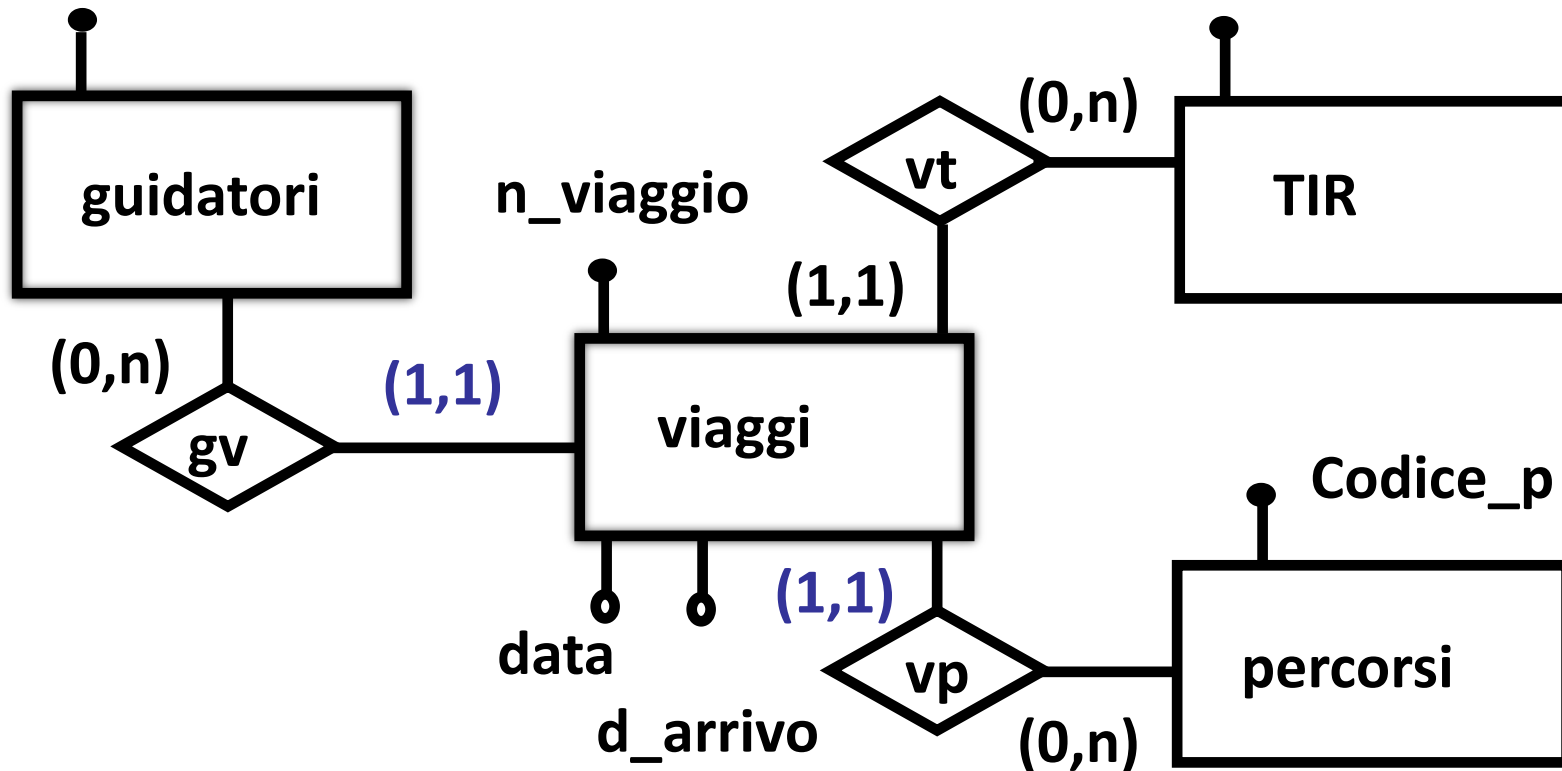 (0,n)
vt
guidatori
n_viaggio
TIR
(1,1)
(0,n)
(1,1)
viaggi
gv
Codice_p
(1,1)
data
vp
percorsi
d_arrivo
(0,n)